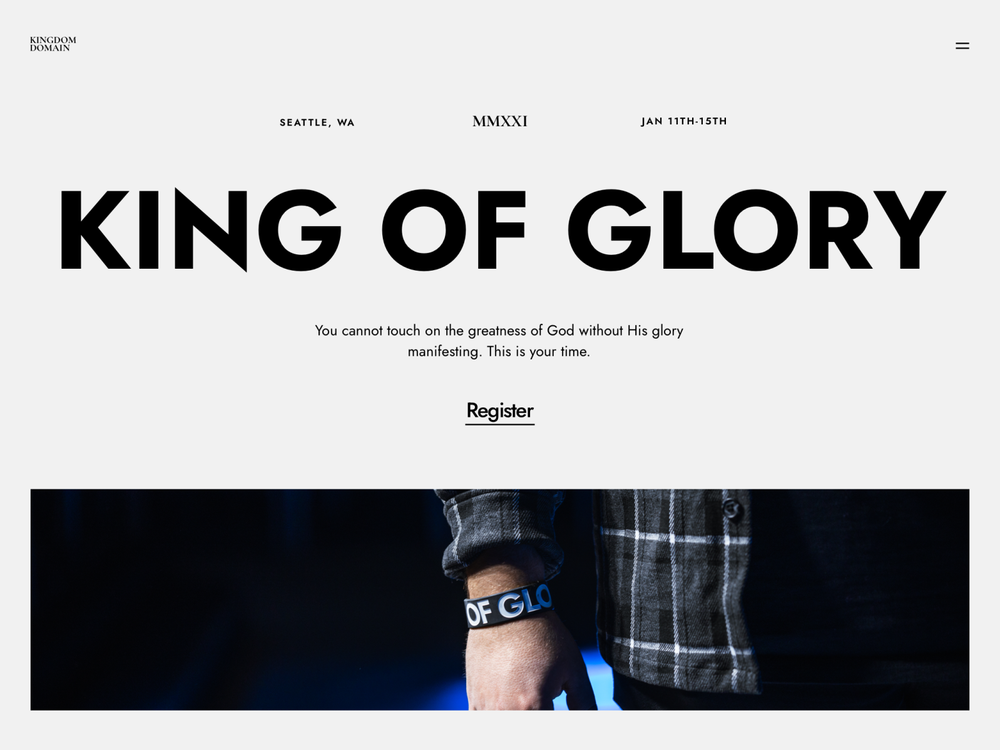 KINGDOM
DOMAIN
SEATTLE, WA
MMXXI
JAN 11TH-15TH
KING OF GLORY
You cannot touch on the greatness of God without His glory
manifesting. This is your time.
Register
OF GLO